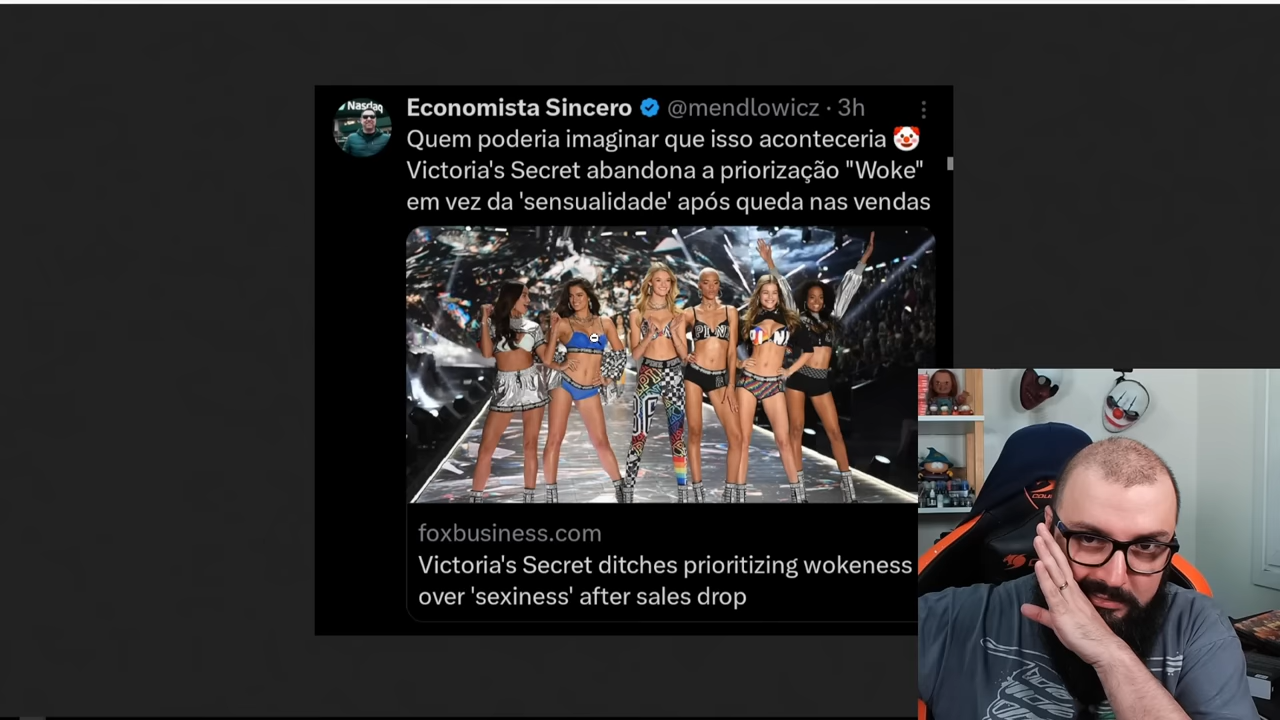 Nasdaq
Economista Sincero @mendlowicz · 3h
Quem poderia imaginar que isso aconteceria 🤡
Victoria's Secret abandona a priorização "Woke"
em vez da 'sensualidade' após queda nas vendas
PINK
foxbusiness.com
Victoria's Secret ditches prioritizing wokeness
over 'sexiness' after sales drop